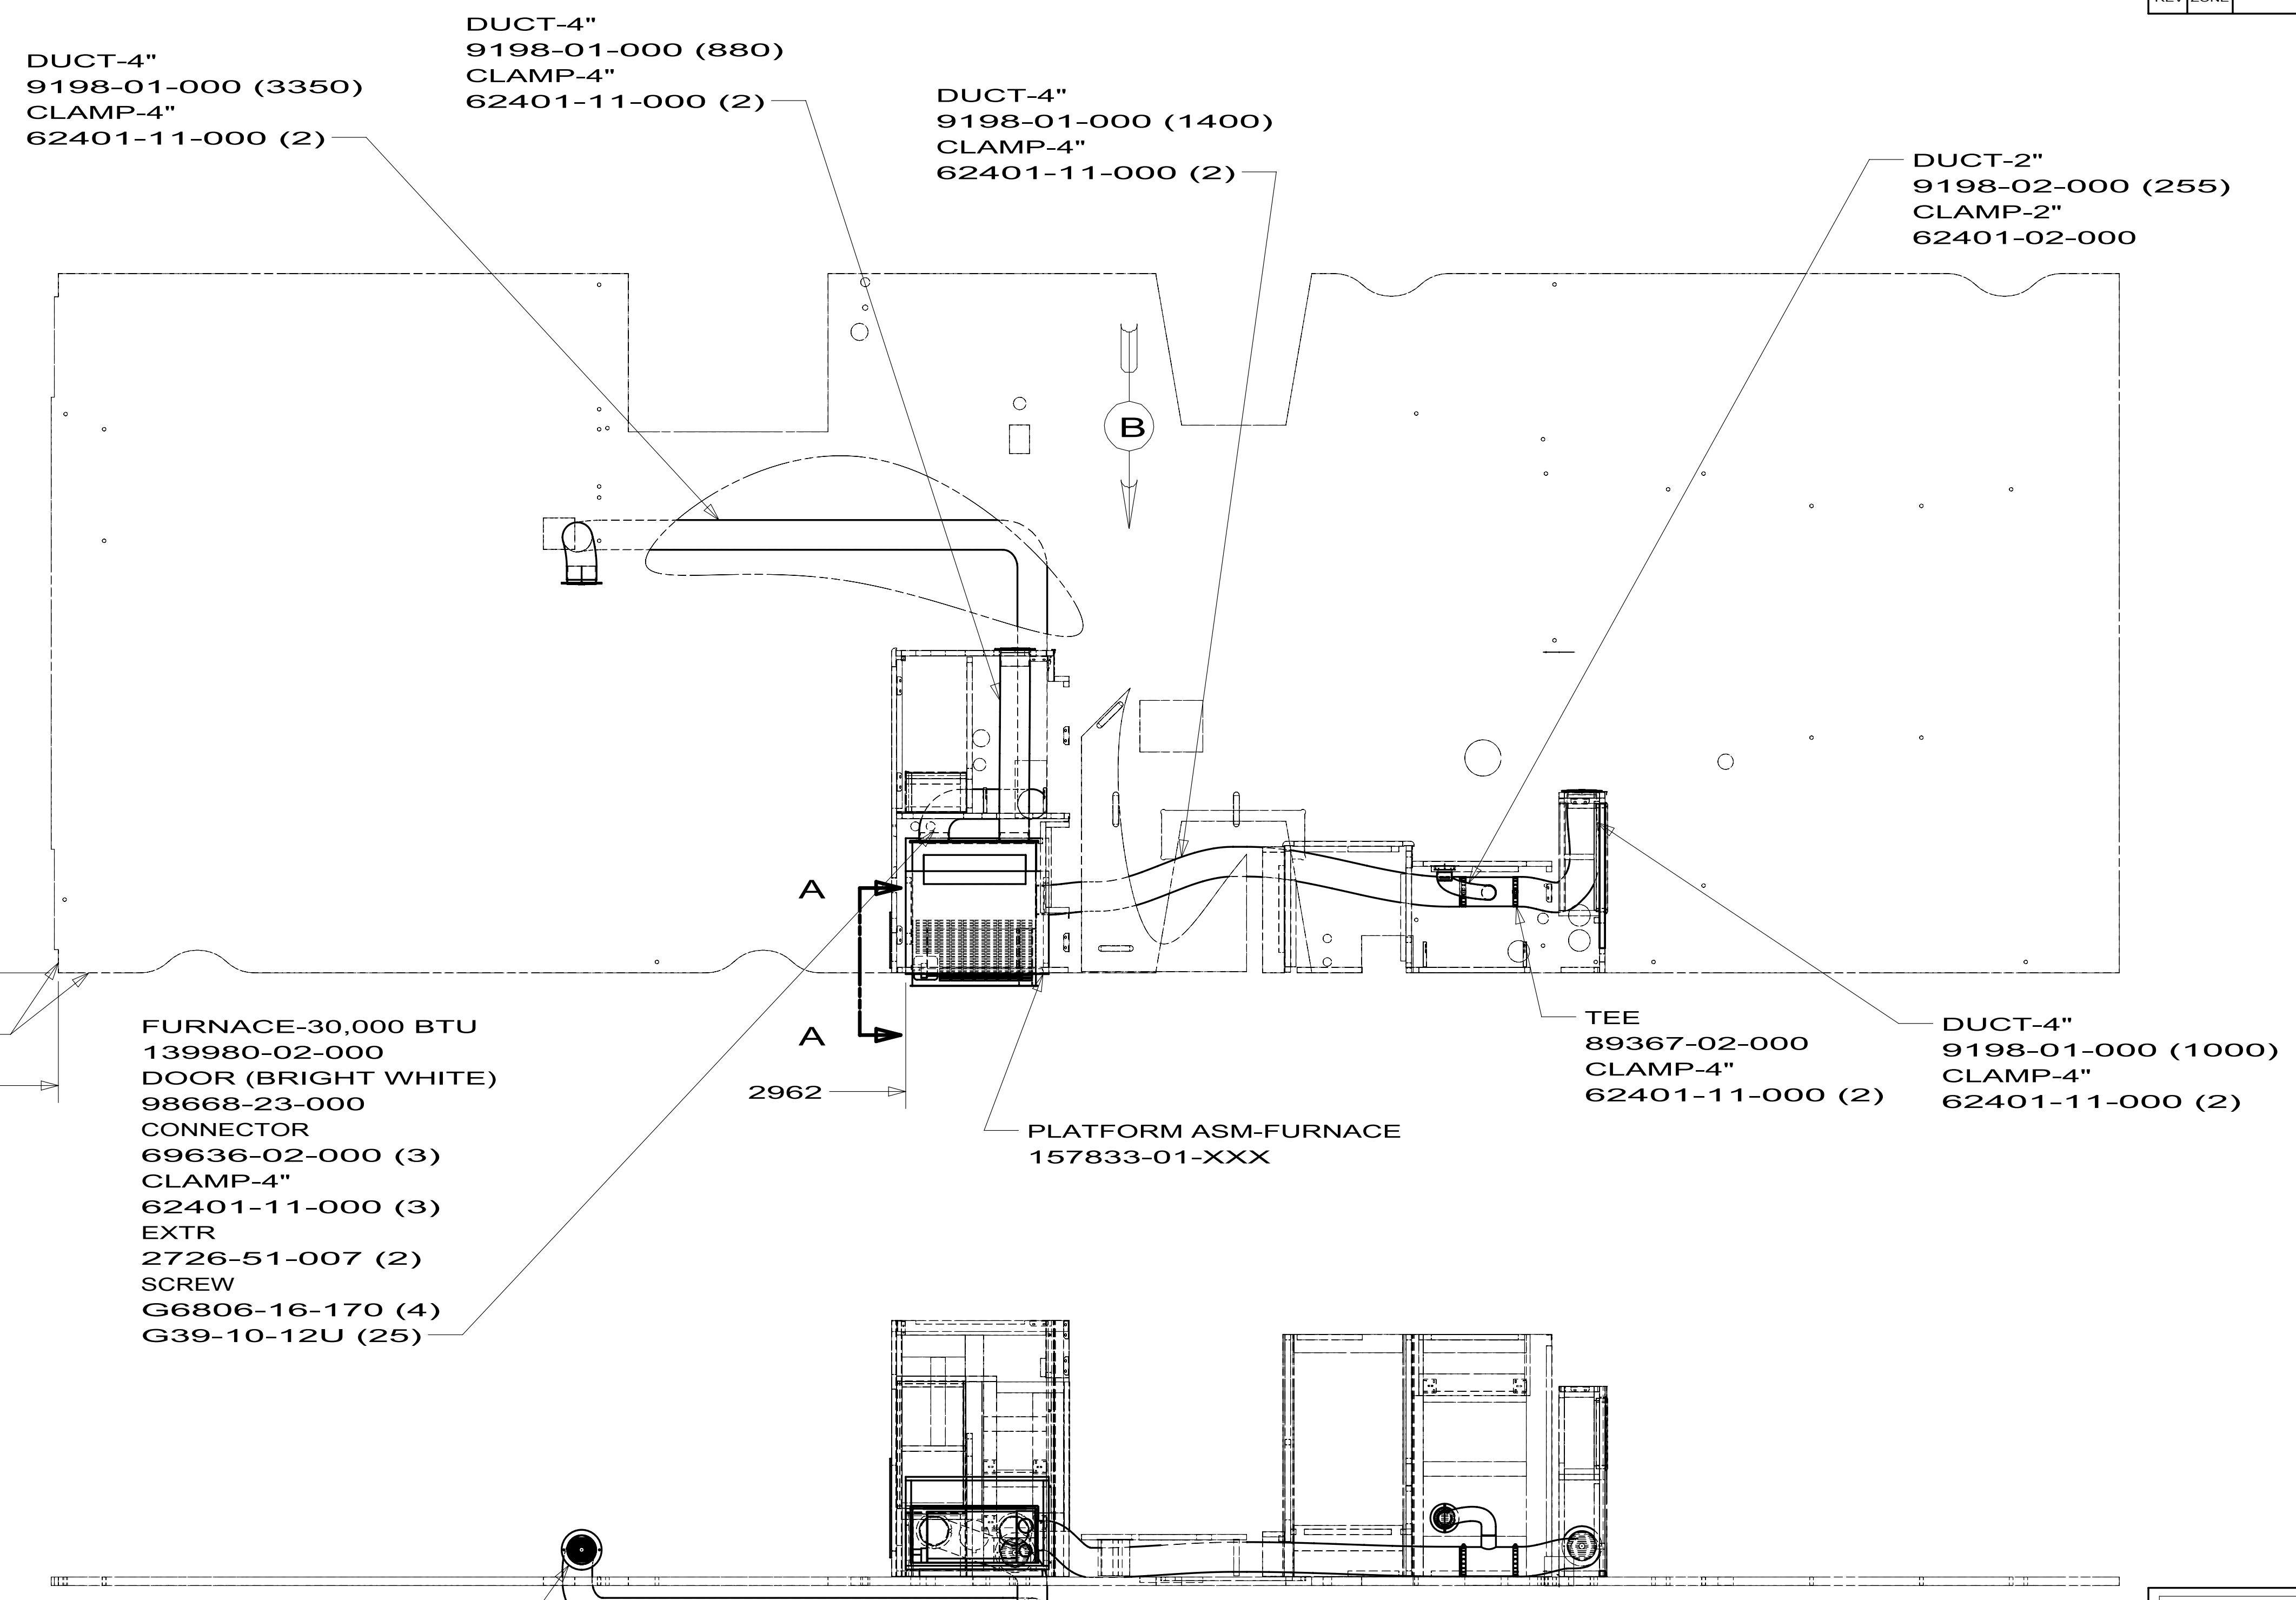 REV ZONE
DUCT-4"
9198-01-000 (3350)
CLAMP-4"
62401-11-000 (2)
DUCT-4"
9198-01-000 (880)
CLAMP-4"
62401-11-000 (2)
DUCT-4"
9198-01-000 (1400)
CLAMP-4"
62401-11-000 (2)
DUCT-2"
9198-02-000 (255)
CLAMP-2"
62401-02-000
B
A
A
2962
FURNACE-30,000 BTU
139980-02-000
DOOR (BRIGHT WHITE)
98668-23-000
CONNECTOR
69636-02-000 (3)
CLAMP-4"
62401-11-000 (3)
EXTR
2726-51-007 (2)
SCREW
G6806-16-170 (4)
G39-10-12U (25)
PLATFORM ASM-FURNACE
157833-01-XXX
TEE
89367-02-000
CLAMP-4"
62401-11-000 (2)
DUCT-4"
9198-01-000 (1000)
CLAMP-4"
62401-11-000 (2)